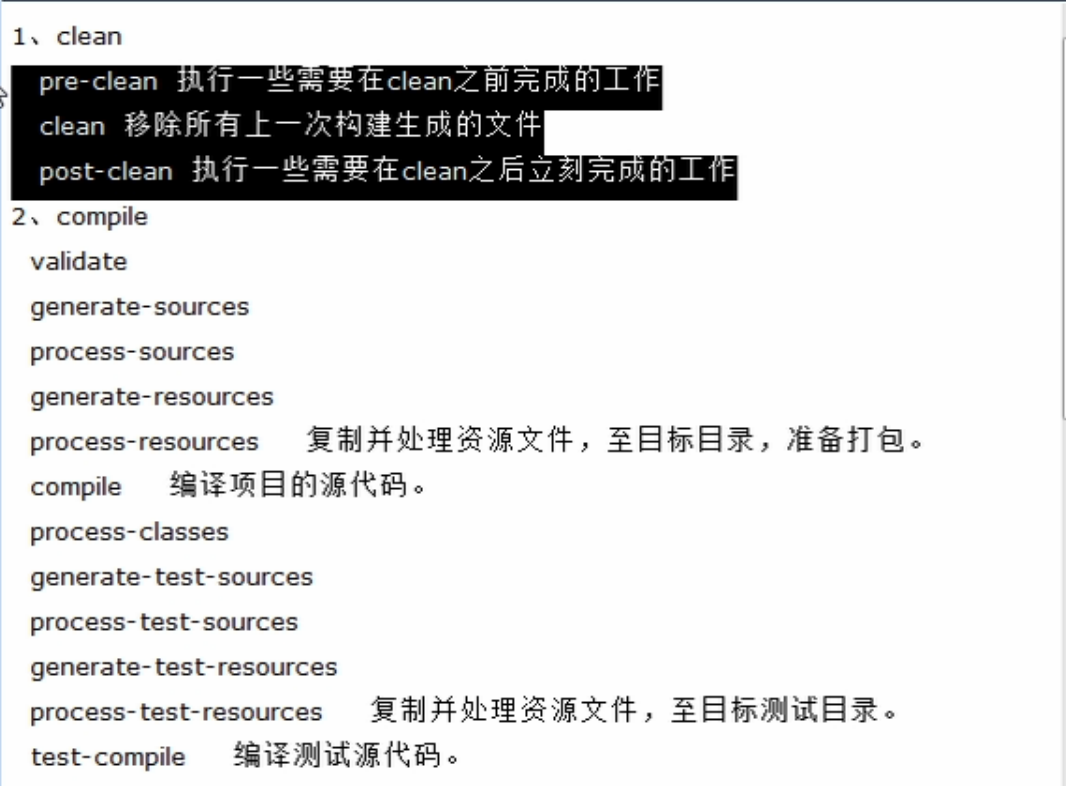 1、clean
pre-clean 执行一些需要在clean之前完成的工作
clean 移除所有上一次构建生成的文件
post-clean 执行一些需要在clean之后立刻完成的工作
2、compile
validate
generate-sources
process-sources
generate-resources
process-resources 复制并处理资源文件，至目标目录，准备打包。
compile 编译项目的源代码。
process-classes
generate-test-sources
process-test-sources
generate-test-resources
process-test-resources 复制并处理资源文件，至目标测试目录。
test-compile 编译测试源代码。